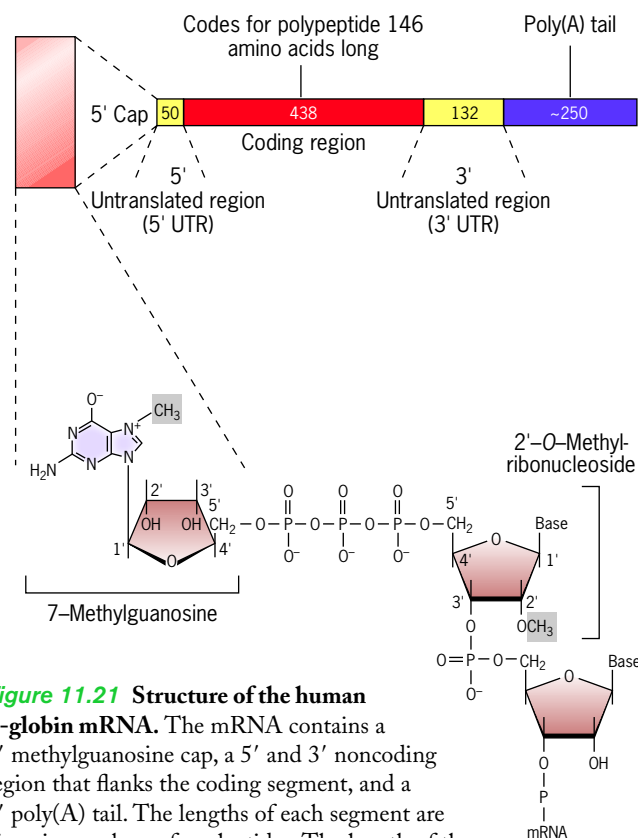 Codes for polypeptide 146
amino acids long
Poly(A) tail
5' Cap
50
438
132
~250
Coding region
5'
Untranslated region
(5' UTR)
3'
Untranslated region
(3' UTR)
O–
CH3
N
N+
N
N
H2N
2'
3'
OH
OH
5'
CH2
1'
4'
O
O
P
O–
O
O
P
O–
O
O
P
O–
O
O
5'
CH2
7–Methylguanosine
2'–O–Methyl-
ribonucleoside
Base
O
4'
1'
3'
2'
O
OCH3
O=P–O–CH2
O–
Base
O
O
OH
P
mRNA
Figure 11.21 Structure of the human
-globin mRNA. The mRNA contains a
′ methylguanosine cap, a 5′ and 3′ noncoding
region that flanks the coding segment, and a
′ poly(A) tail. The lengths of each segment are